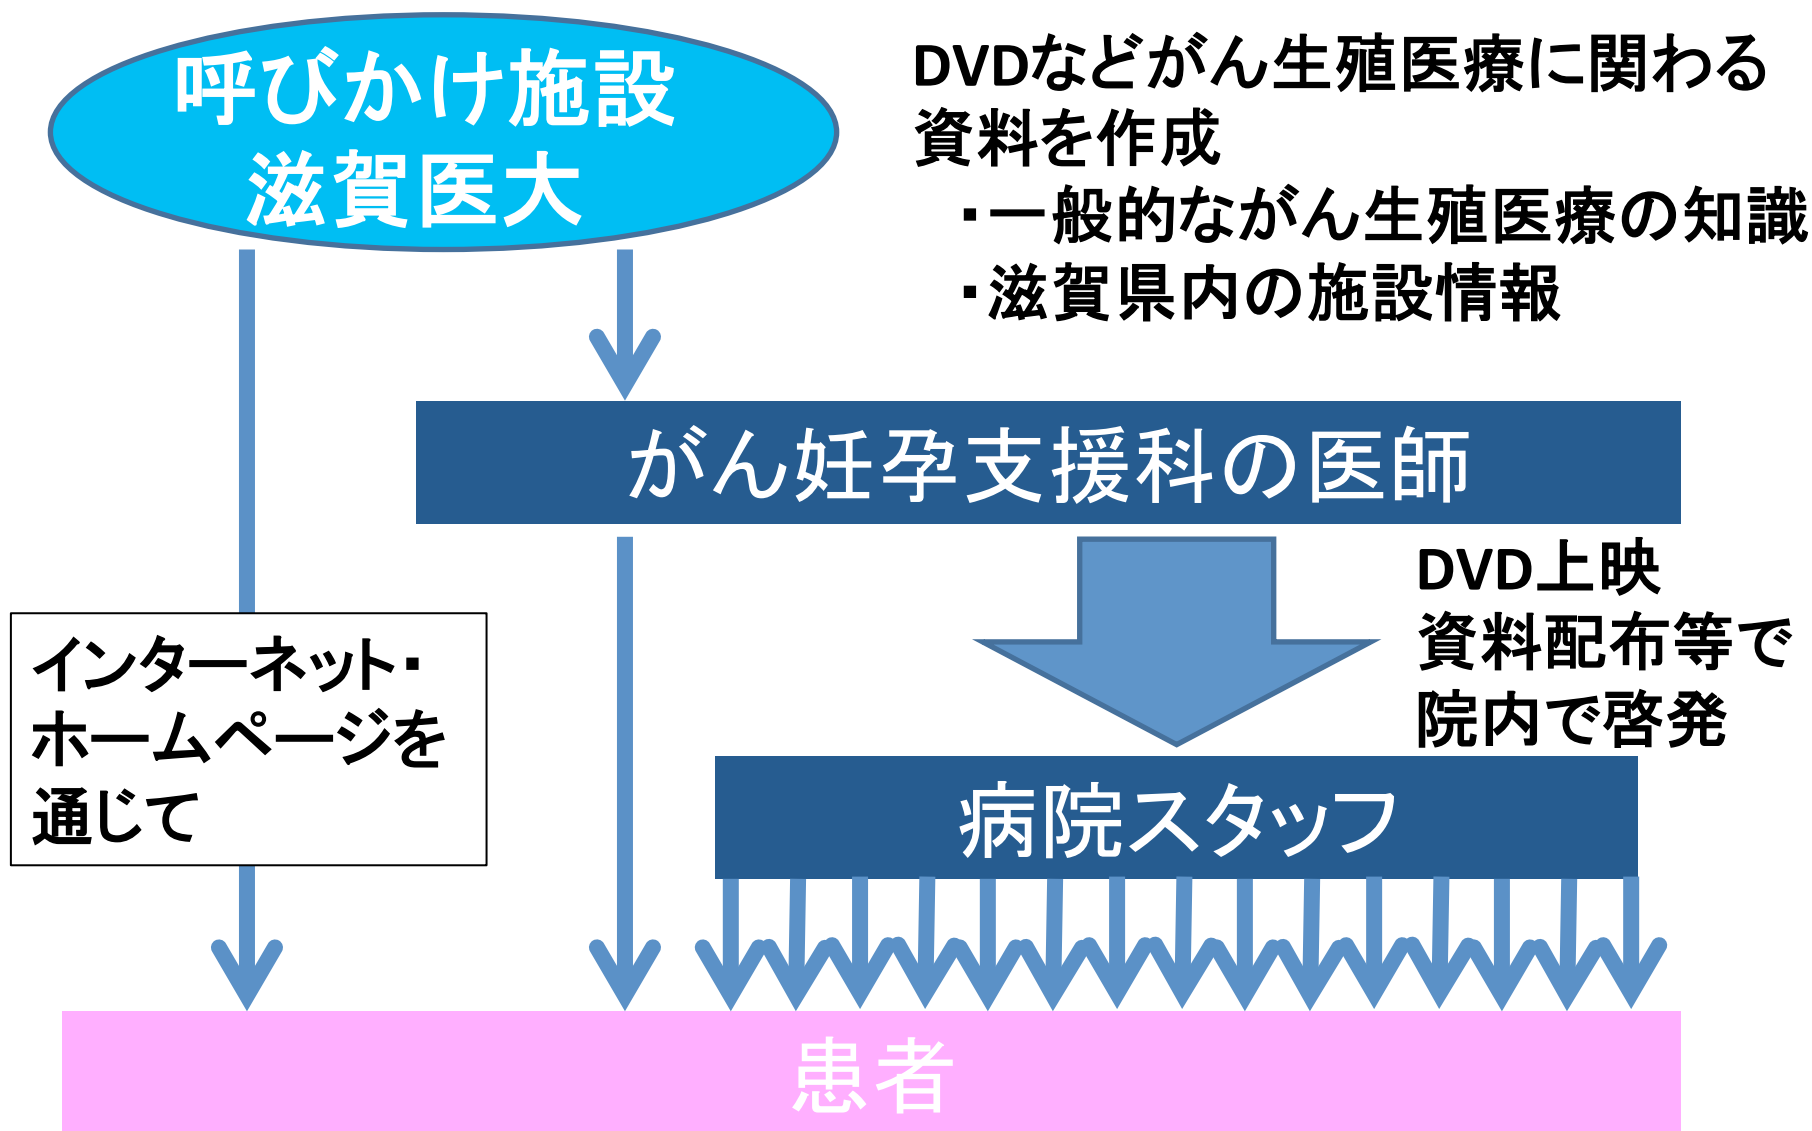 呼びかけ施設
滋賀医大
DVDなどがん生殖医療に関わる
資料を作成
・一般的ながん生殖医療の知識
・滋賀県内の施設情報
がん妊孕支援科の医師
DVD上映
資料配布等で
院内で啓発
インターネット・
ホームページを
通じて
病院スタッフ
患者